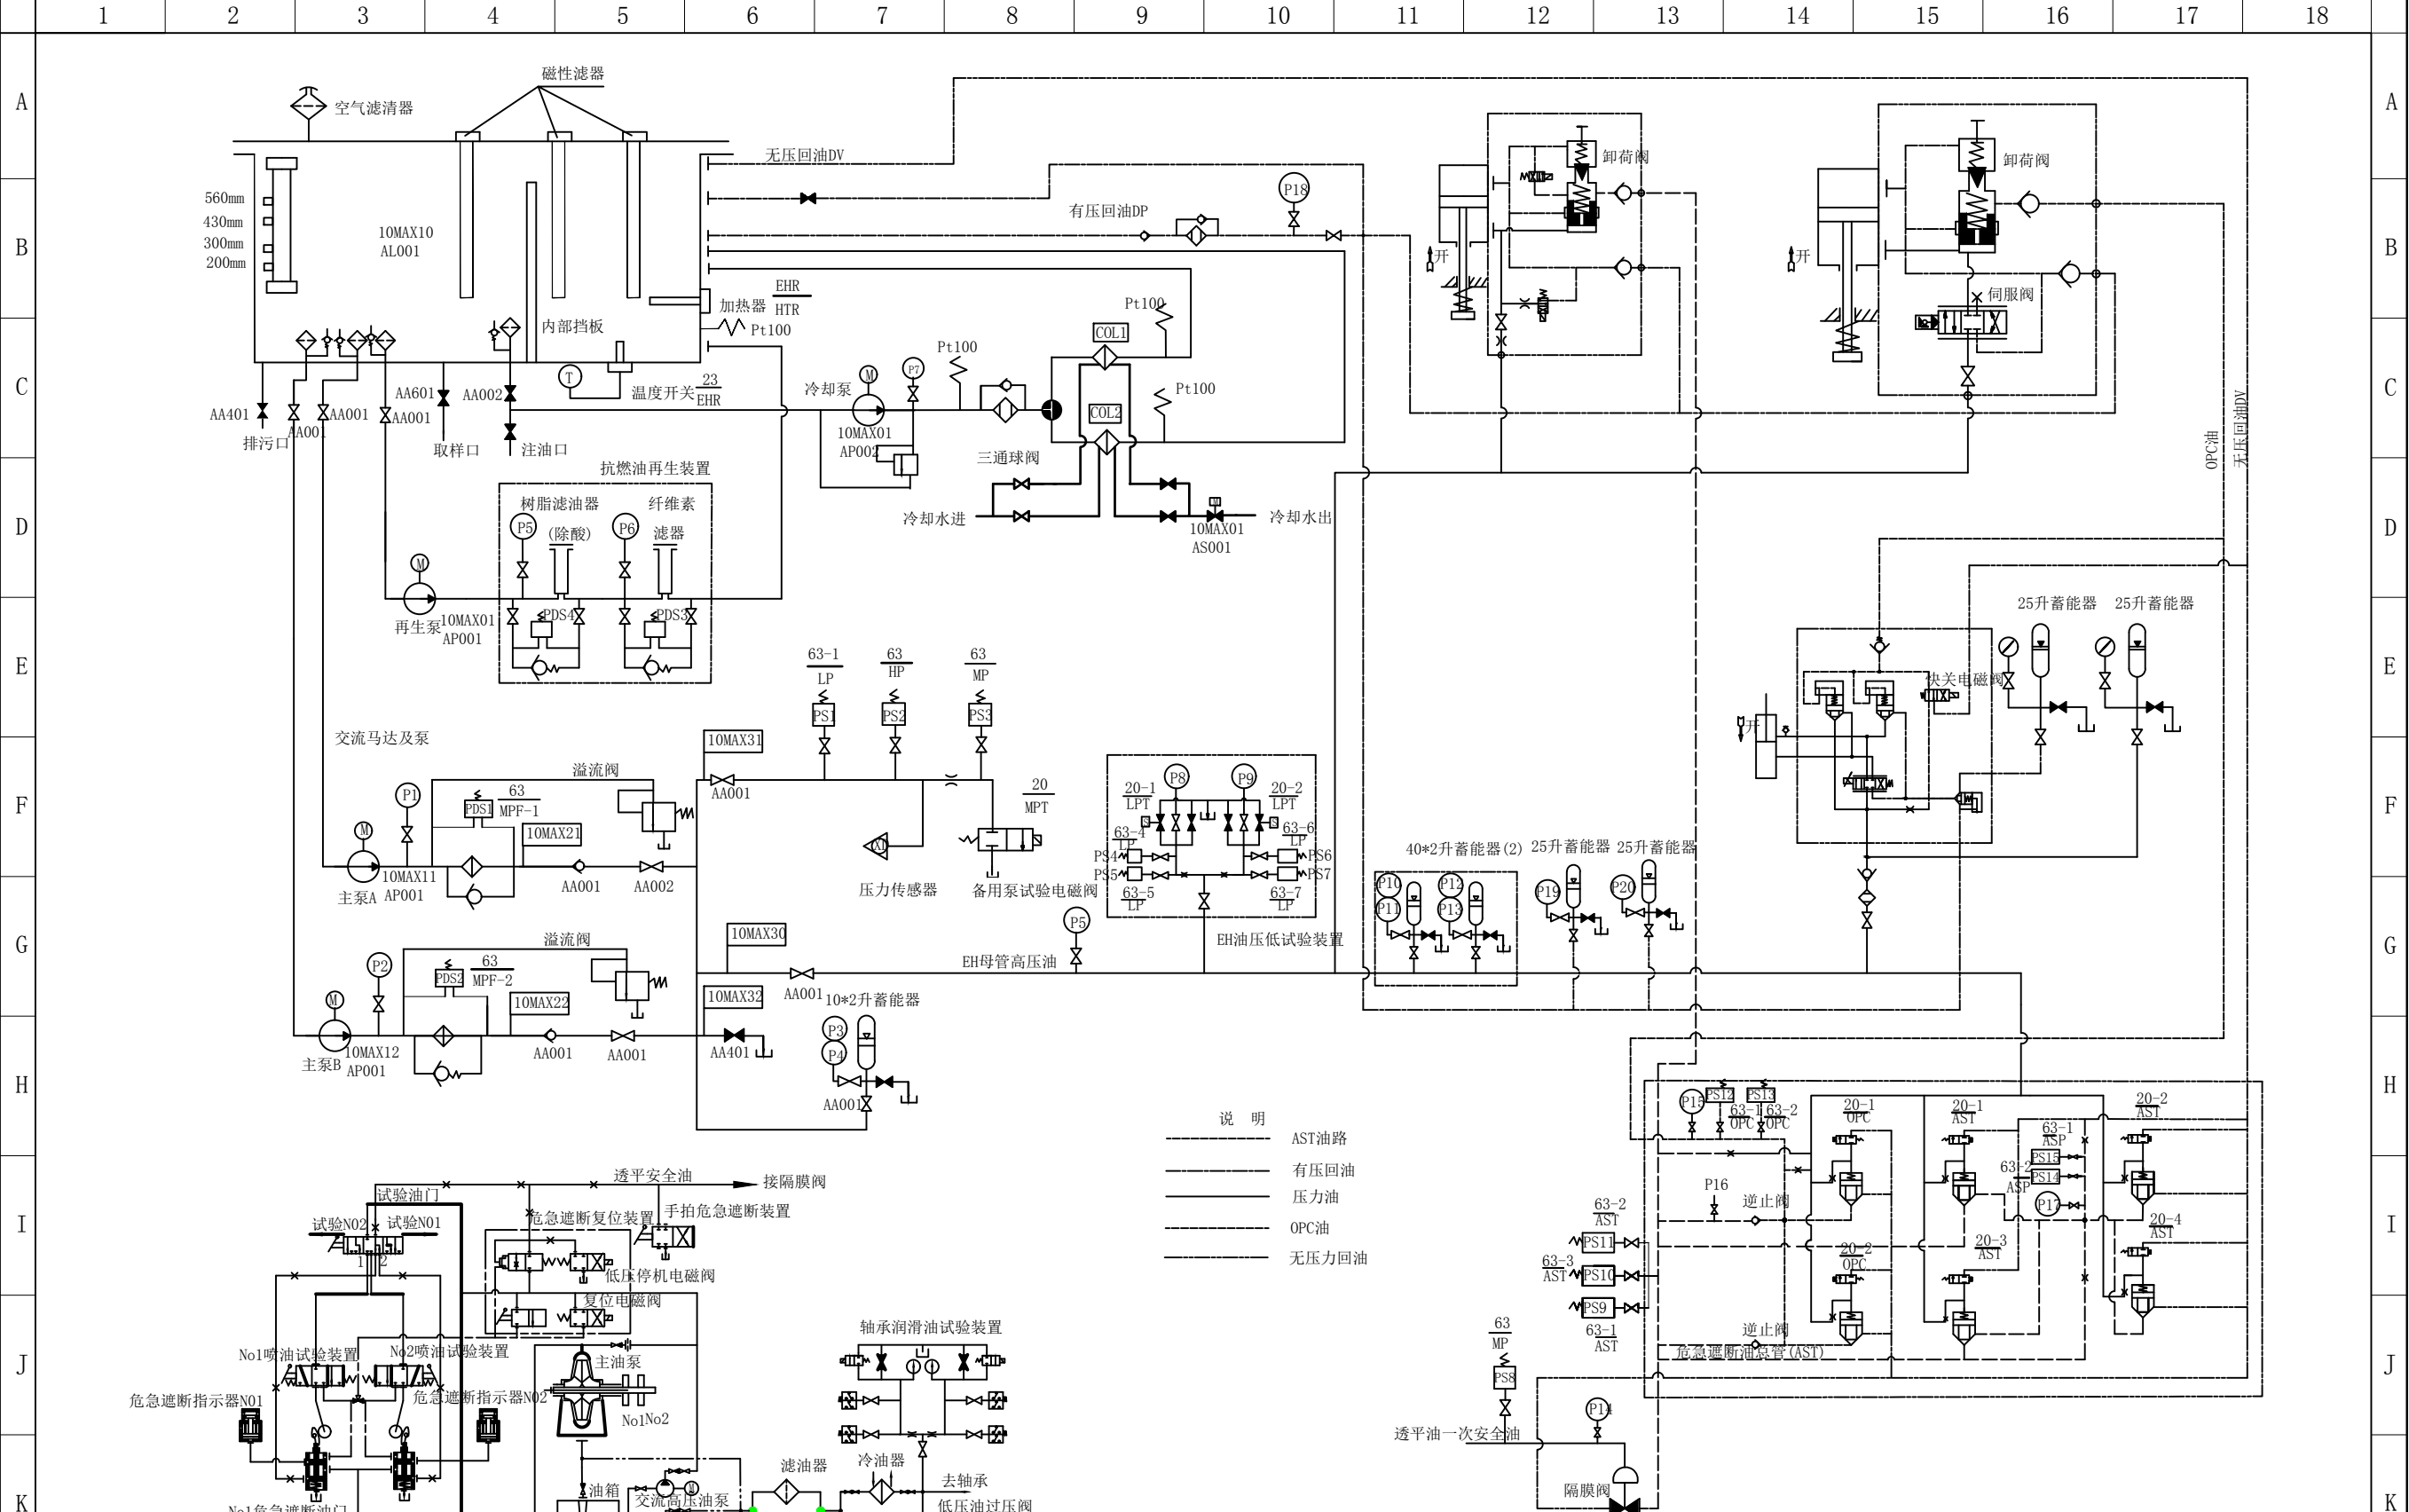 1 2 3 4 5 6 7 8 9 10 11 12 13 14 15 16 17 18
A A
磁性滤器
空气滤清器
无压回油DV
卸荷阀
卸荷阀
560mm
430mm
300mm
200mm
10MAX10
AL001
P18
有压回油DP
B B
开
开
加热器
EHR
HTR
Pt100
Pt100
伺服阀
内部挡板
COL1
C C
T
温度开关
23
EHR
AA601
AA002
AA401
AA001
AA001
AA001
排污口
取样口
注油口
冷却泵
M
P7
Pt100
Pt100
COL2
10MAX01
AP002
三通球阀
OPC油
无压回油DV
抗燃油再生装置
D D
树脂滤油器
(除酸)
纤维素
滤器
P5
P6
冷却水进
冷却水出
M
10MAX01
AS001
M
再生泵
10MAX01
AP001
PDS4
PDS3
25升蓄能器
25升蓄能器
E E
63-1
LP
63
HP
63
MP
PS1
PS2
PS3
快关电磁阀
开
交流马达及泵
溢流阀
10MAX31
AA001
F F
P1
63
MPF-1
PDS1
10MAX21
M
主泵A
10MAX11
AP001
AA001
AA002
压力传感器
20
MPT
备用泵试验电磁阀
P8
P9
20-1
LPT
20-2
LPT
63-4
LP
63-6
LP
PS4
PS6
PS5
PS7
63-5
LP
63-7
LP
EH油压低试验装置
40*2升蓄能器(2)
25升蓄能器
25升蓄能器
P10
P11
P12
P13
P19
P20
G G
溢流阀
P2
63
MPF-2
PDS2
10MAX22
10MAX30
AA001
EH母管高压油
P5
10MAX32
AA401
10*2升蓄能器
P3
P4
AA001
M
主泵B
10MAX12
AP001
AA001
AA001
H H
P15
PS12
PS13
63-1
OPC
63-2
OPC
20-1
OPC
20-1
AST
20-2
AST
63-1
ASP
PS15
63-2
ASP
PS14
P17
说 明
AST油路
有压回油
压力油
OPC油
无压力回油
I I
透平安全油
接隔膜阀
试验油门
试验NO2
试验NO1
1 2
危急遮断复位装置
手拍危急遮断装置
低压停机电磁阀
复位电磁阀
P16
逆止阀
63-2
AST
PS11
63-3
AST
PS10
PS9
63-1
AST
20-2
OPC
20-3
AST
20-4
AST
逆止阀
危急遮断油总管(AST)
J J
No1喷油试验装置
No2喷油试验装置
危急遮断指示器NO1
危急遮断指示器NO2
主油泵
No1
No2
轴承润滑油试验装置
63
MP
PS8
P14
透平油一次安全油
隔膜阀
K K
No1危急遮断油门
油箱
交流高压油泵
M
滤油器
冷油器
去轴承
低压油过压阀